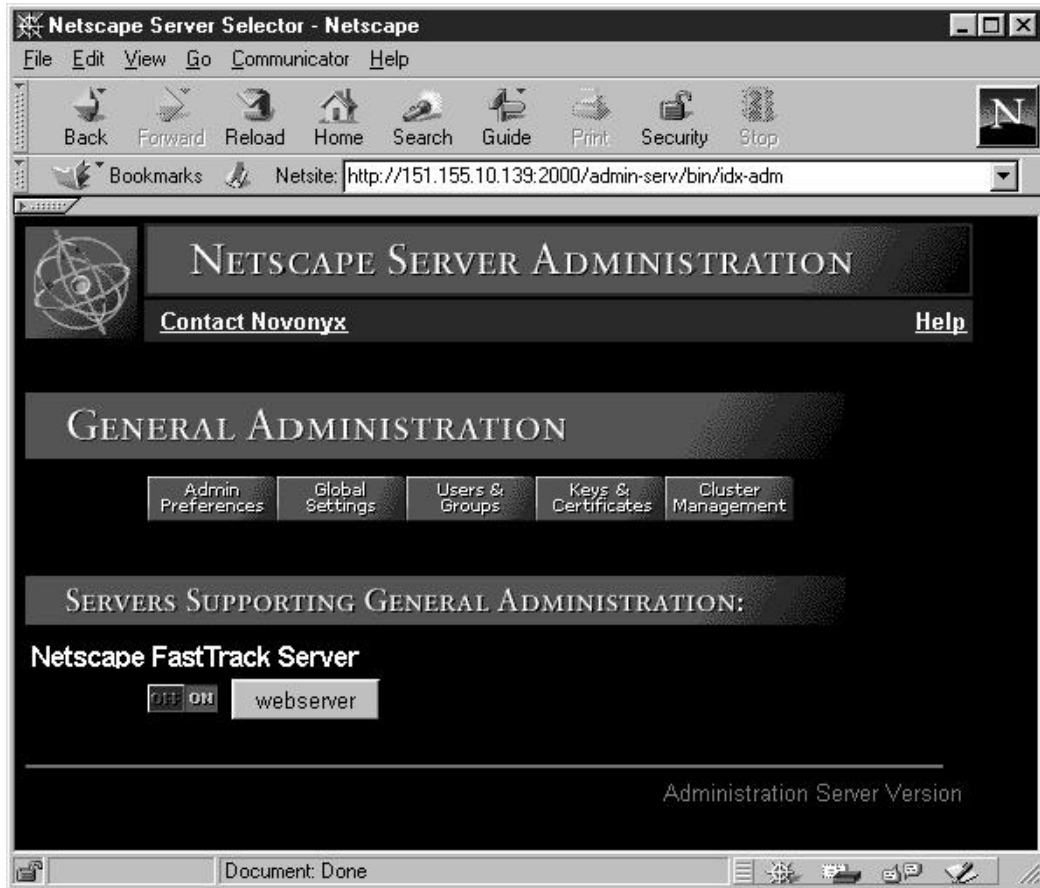 Netscape Server Selector - Netscape
File Edit View Go Communicator Help
Back Forward Reload Home Search Guide Print Security Stop
N
Bookmarks Netsite: http://151.155.10.139:2000/admin-serv/bin/idx-adm
NETSCAPE SERVER ADMINISTRATION
Contact Novonyx Help
GENERAL ADMINISTRATION
Admin Preferences Global Settings Users & Groups Keys & Certificates Cluster Management
SERVERS SUPPORTING GENERAL ADMINISTRATION:
Netscape FastTrack Server
OFF ON webserver
Administration Server Version
Document: Done